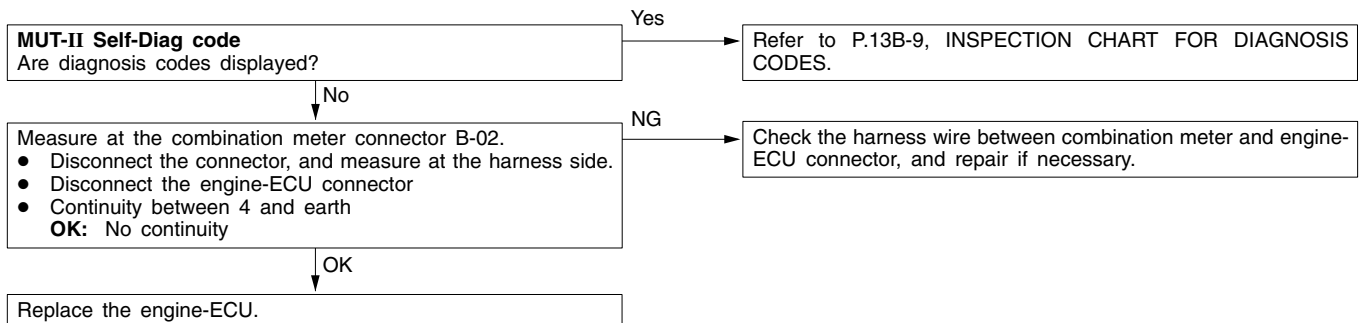 Yes
MUT-II Self-Diag code
Are diagnosis codes displayed?
Refer to P.13B-9, INSPECTION CHART FOR DIAGNOSIS
CODES.
No
NG
Measure at the combination meter connector B-02.
● Disconnect the connector, and measure at the harness side.
● Disconnect the engine-ECU connector
● Continuity between 4 and earth
OK: No continuity
Check the harness wire between combination meter and engine-
ECU connector, and repair if necessary.
OK
Replace the engine-ECU.